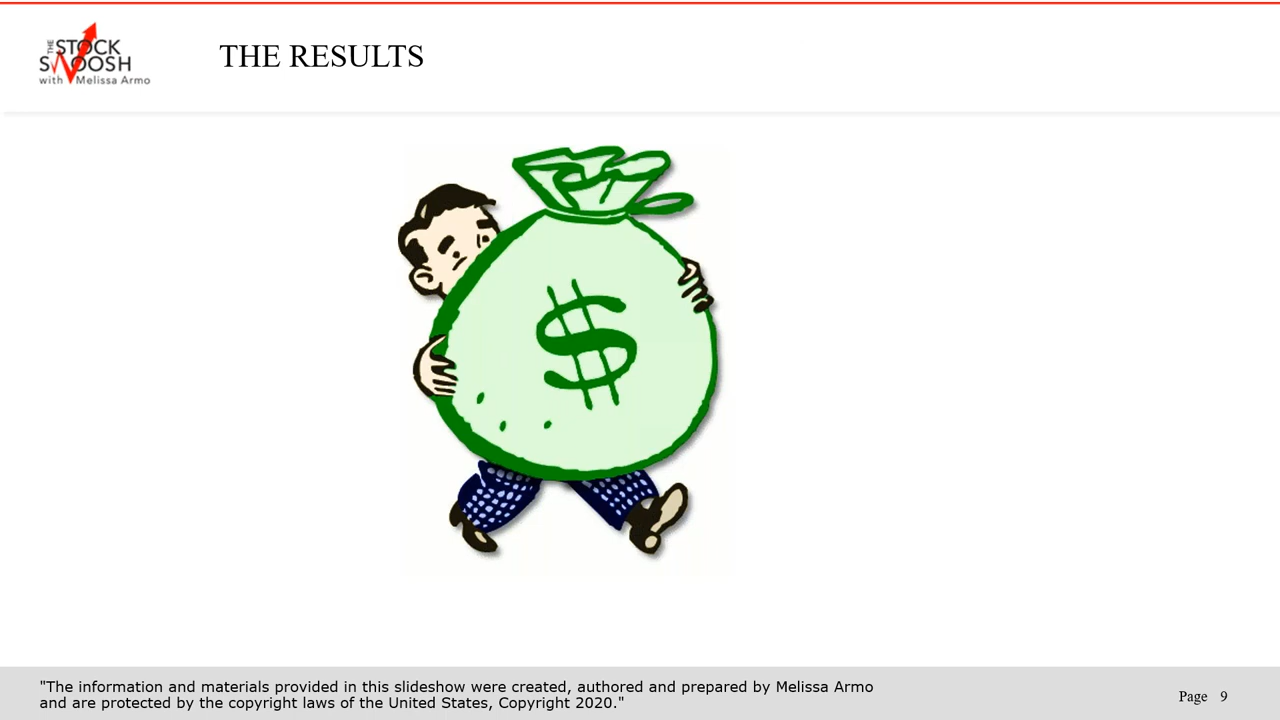 THE
STOCK
SWOOSH
with Melissa Armo
THE RESULTS
$
"The information and materials provided in this slideshow were created, authored and prepared by Melissa Armo
and are protected by the copyright laws of the United States, Copyright 2020."
Page 9